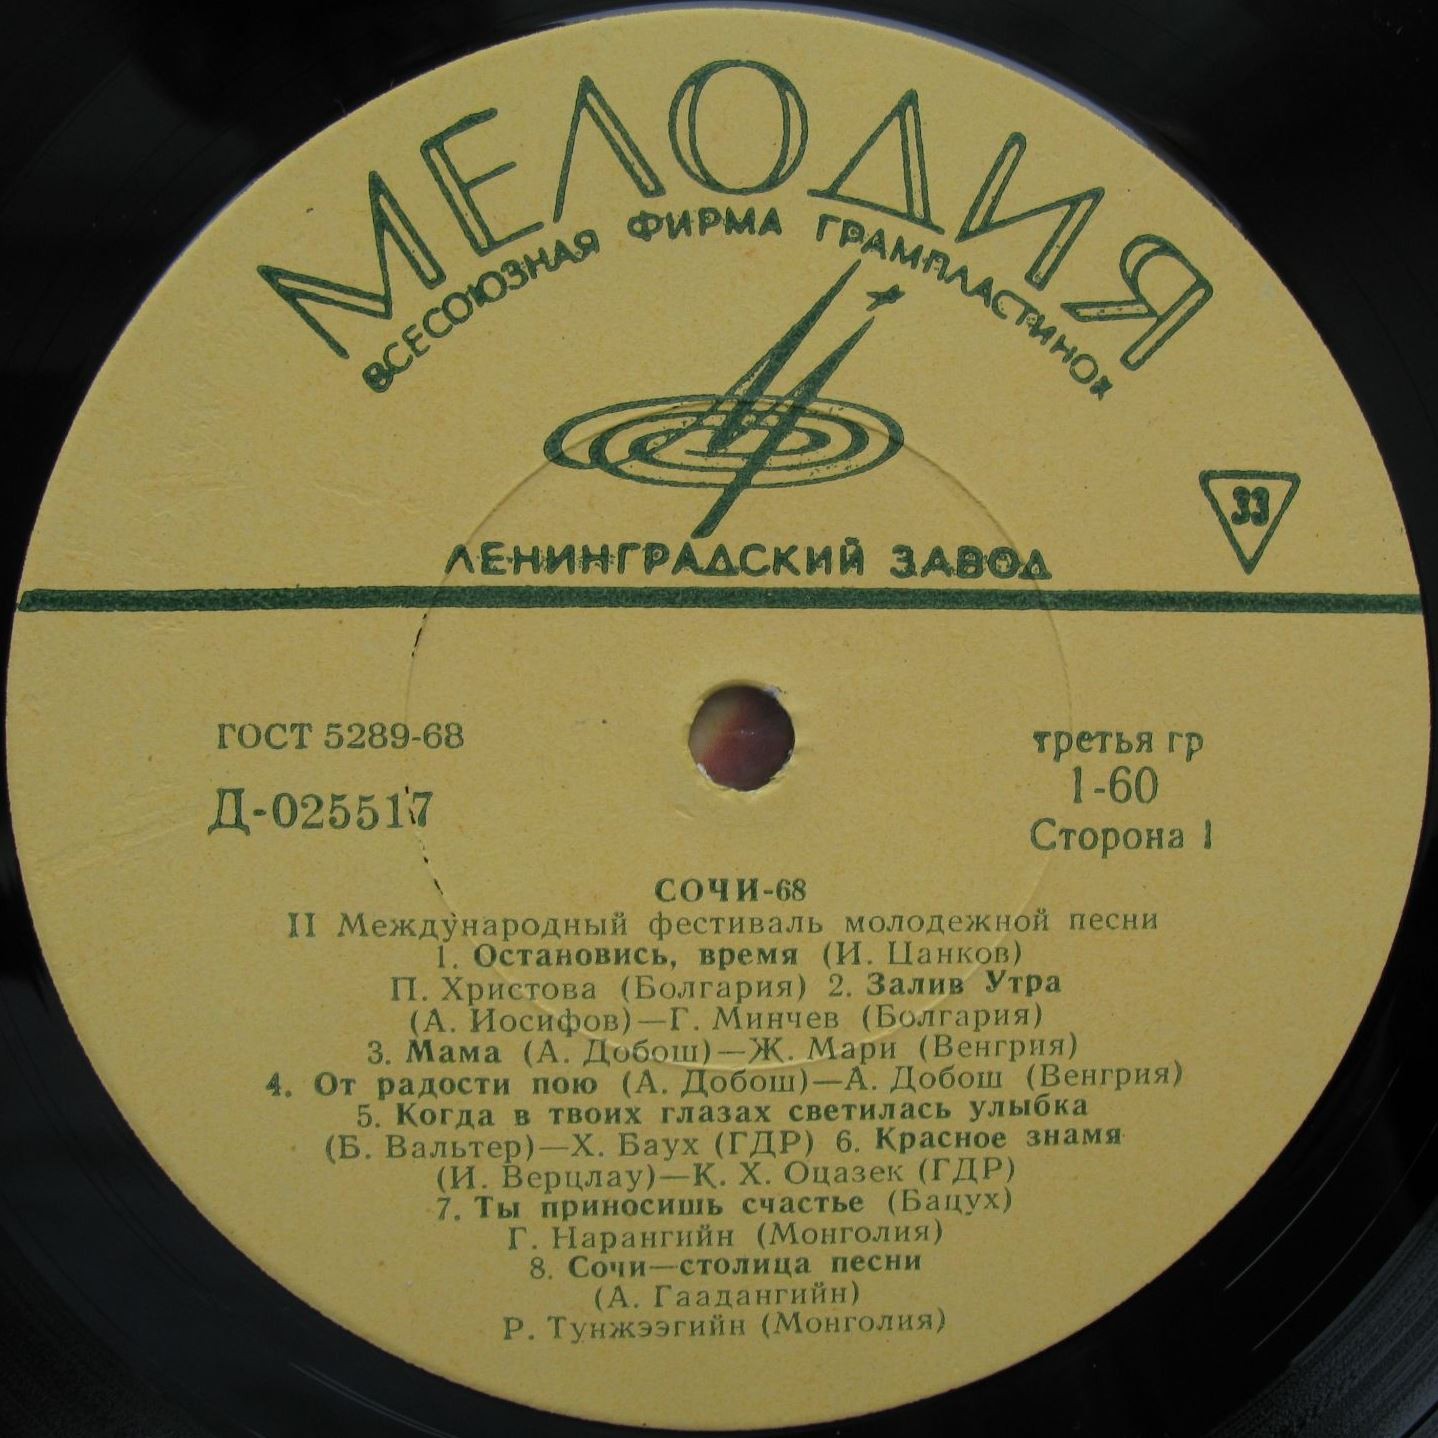 МЕЛОДИЯ
ВСЕСОЮЗНАЯ ФИРМА ГРАМПЛАСТИНОК
33
ЛЕНИНГРАДСКИЙ ЗАВОД
ГОСТ 5289-68
третья гр
Д-025517
1-60
Сторона 1
СОЧИ-68
II Международный фестиваль молодежной песни
1. Остановись, время (И. Цанков)
П. Христова (Болгария) 2. Залив Утра
(А. Иосифов)—Г. Минчев (Болгария)
3. Мама (А. Добош)—Ж. Мари (Венгрия)
4. От радости пою (А. Добош)—А. Добош (Венгрия)
5. Когда в твоих глазах светилась улыбка
(Б. Вальтер)—Х. Баух (ГДР) 6. Красное знамя
(И. Верцлау)—К. Х. Оцазек (ГДР)
7. Ты приносишь счастье (Бацух)
Г. Нарангийн (Монголия)
8. Сочи—столица песни
(А. Гаадангийн)
Р. Тунжээгийн (Монголия)